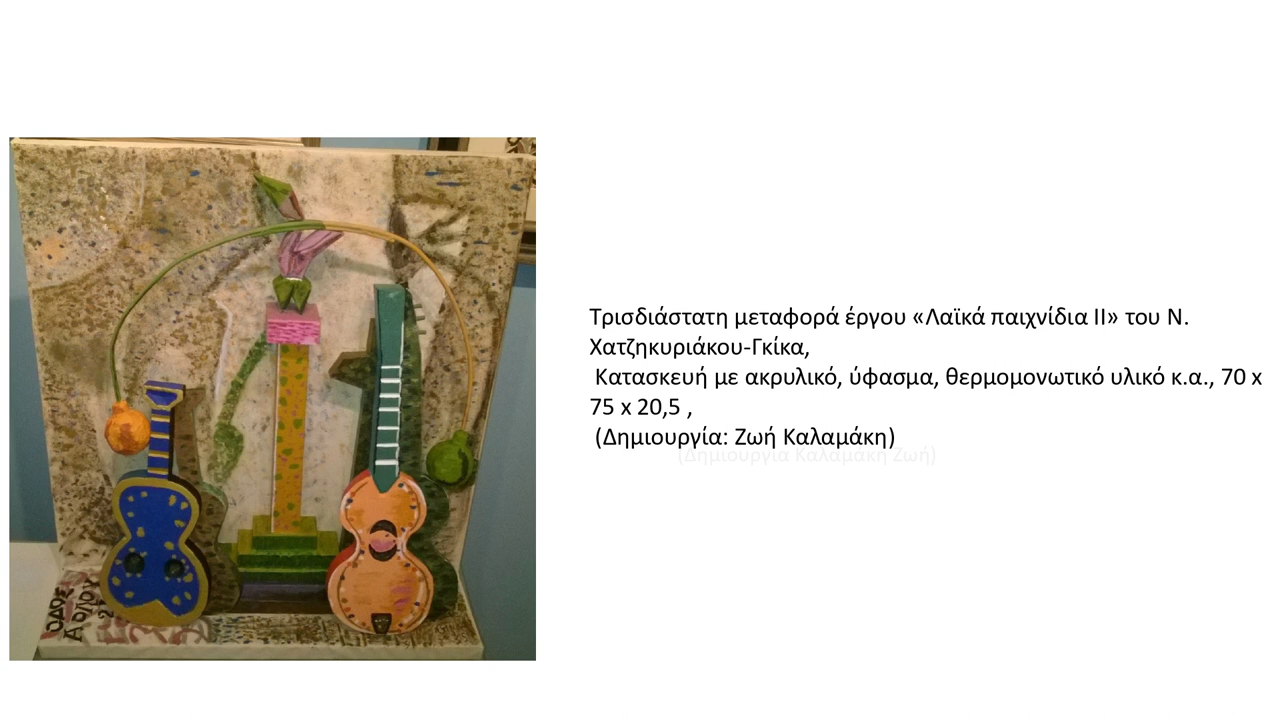 Τρισδιάστατη μεταφορά έργου «Λαϊκά παιχνίδια ΙΙ» του Ν.
Χατζηκυριάκου-Γκίκα,
Κατασκευή με ακρυλικό, ύφασμα, θερμομονωτικό υλικό κ.α., 70 x
75 x 20,5 ,
(Δημιουργία: Ζωή Καλαμάκη)
(Δημιουργία Καλαμάκη Ζωή)
ΟΔΟΣ